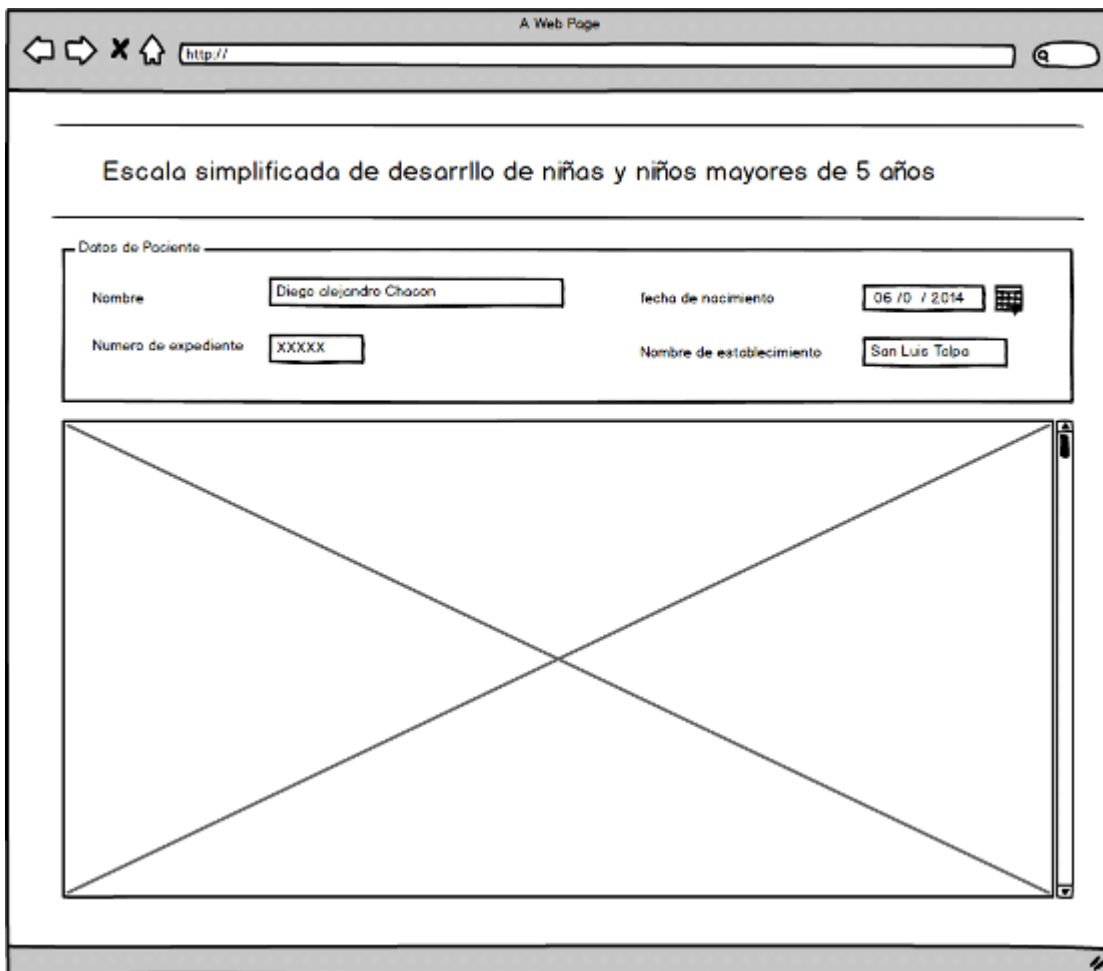 A Web Page
http://
Escala simplificada de desarrllo de niñas y niños mayores de 5 años
Datos de Paciente
Nombre
Diego alejandro Chacon
fecha de nacimiento
06 /0 / 2014
Numero de expediente
XXXXX
Nombre de establecimiento
San Luis Talpa